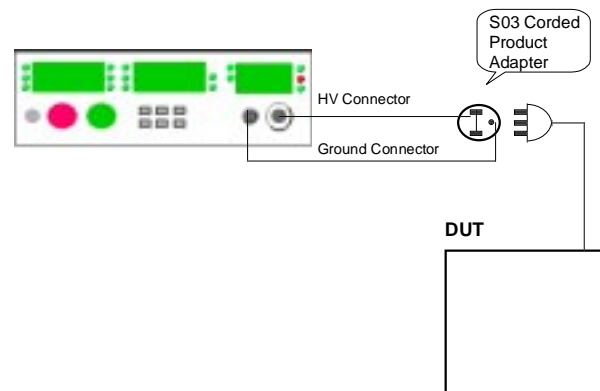 S03 Corded
Product
Adapter
HV Connector
Ground Connector
DUT